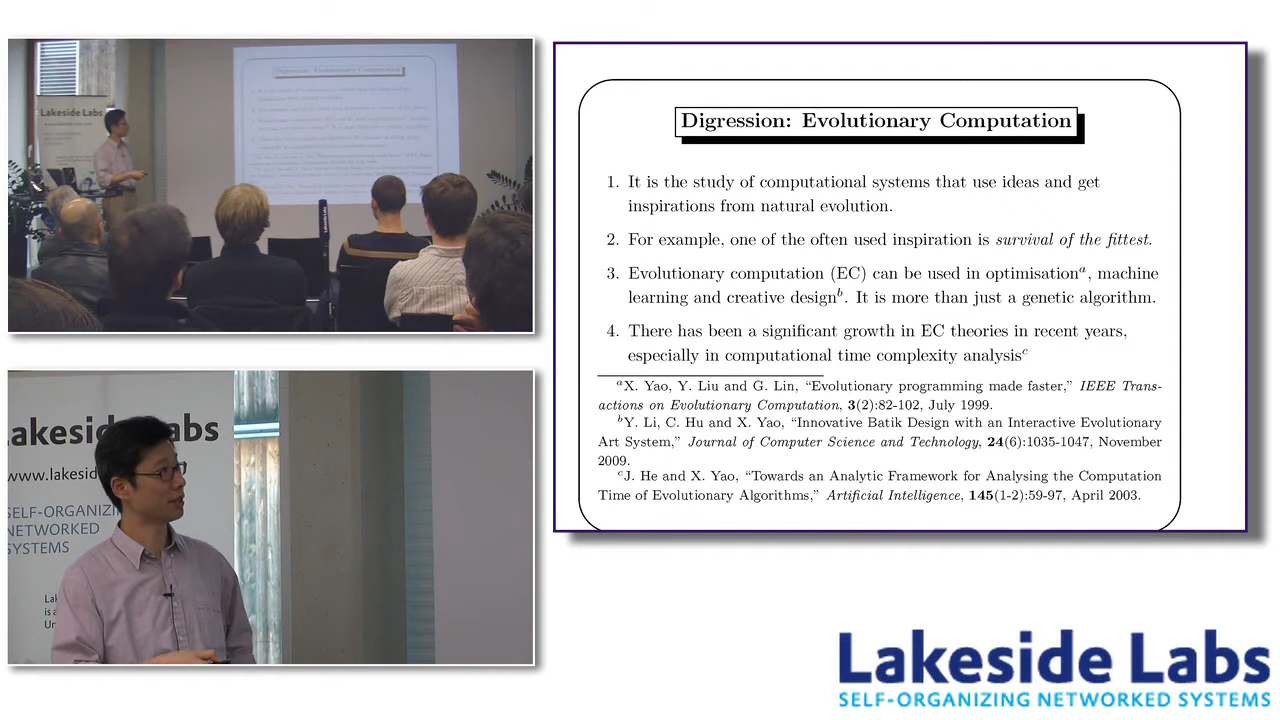 Lakeside Labs
Digression: Evolutionary Computation
Lakeside Labs
www.lakesid
SELF-ORGANIZI
NETWORKED
SYSTEMS
Lak
is a
Un
Digression: Evolutionary Computation
1. It is the study of computational systems that use ideas and get
inspirations from natural evolution.
2. For example, one of the often used inspiration is survival of the fittest.
3. Evolutionary computation (EC) can be used in optimisationᵃ, machine
learning and creative designᵇ. It is more than just a genetic algorithm.
4. There has been a significant growth in EC theories in recent years,
especially in computational time complexity analysisᶜ
ᵃX. Yao, Y. Liu and G. Lin, “Evolutionary programming made faster,” IEEE Trans-
actions on Evolutionary Computation, 3(2):82-102, July 1999.
ᵇY. Li, C. Hu and X. Yao, “Innovative Batik Design with an Interactive Evolutionary
Art System,” Journal of Computer Science and Technology, 24(6):1035-1047, November
2009.
ᶜJ. He and X. Yao, “Towards an Analytic Framework for Analysing the Computation
Time of Evolutionary Algorithms,” Artificial Intelligence, 145(1-2):59-97, April 2003.
Lakeside Labs
SELF-ORGANIZING NETWORKED SYSTEMS